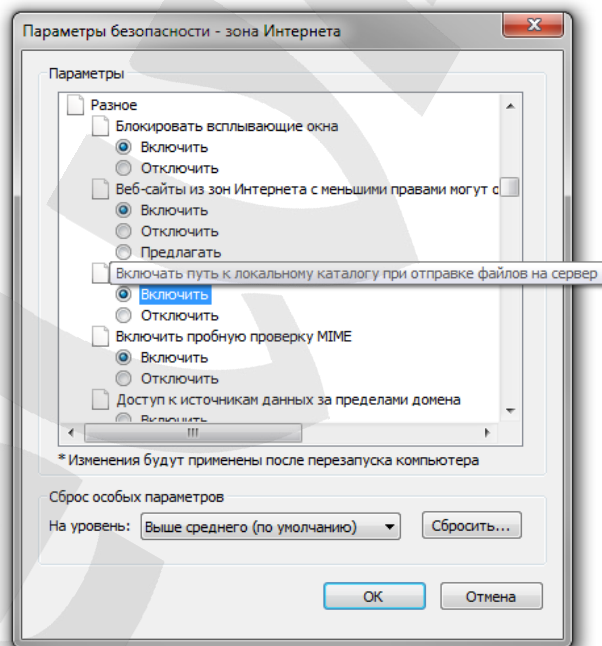 Параметры безопасности - зона Интернета
Параметры
Разное
Блокировать всплывающие окна
Включить
Отключить
Веб-сайты из зон Интернета с меньшими правами могут о
Включить
Отключить
Предлагать
Включать путь к локальному каталогу при отправке файлов на сервер
Включить
Отключить
Включить пробную проверку MIME
Включить
Отключить
Доступ к источникам данных за пределами домена
Включить
* Изменения будут применены после перезапуска компьютера
Сброс особых параметров
На уровень: Выше среднего (по умолчанию) Сбросить...
ОК Отмена